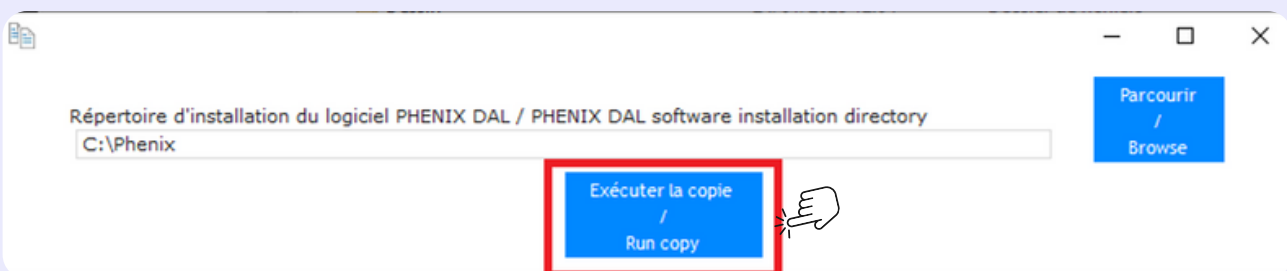 Répertoire d'installation du logiciel PHENIX DAL / PHENIX DAL software installation directory
C:\Phenix
Parcourir
/
Browse
Exécuter la copie
/
Run copy